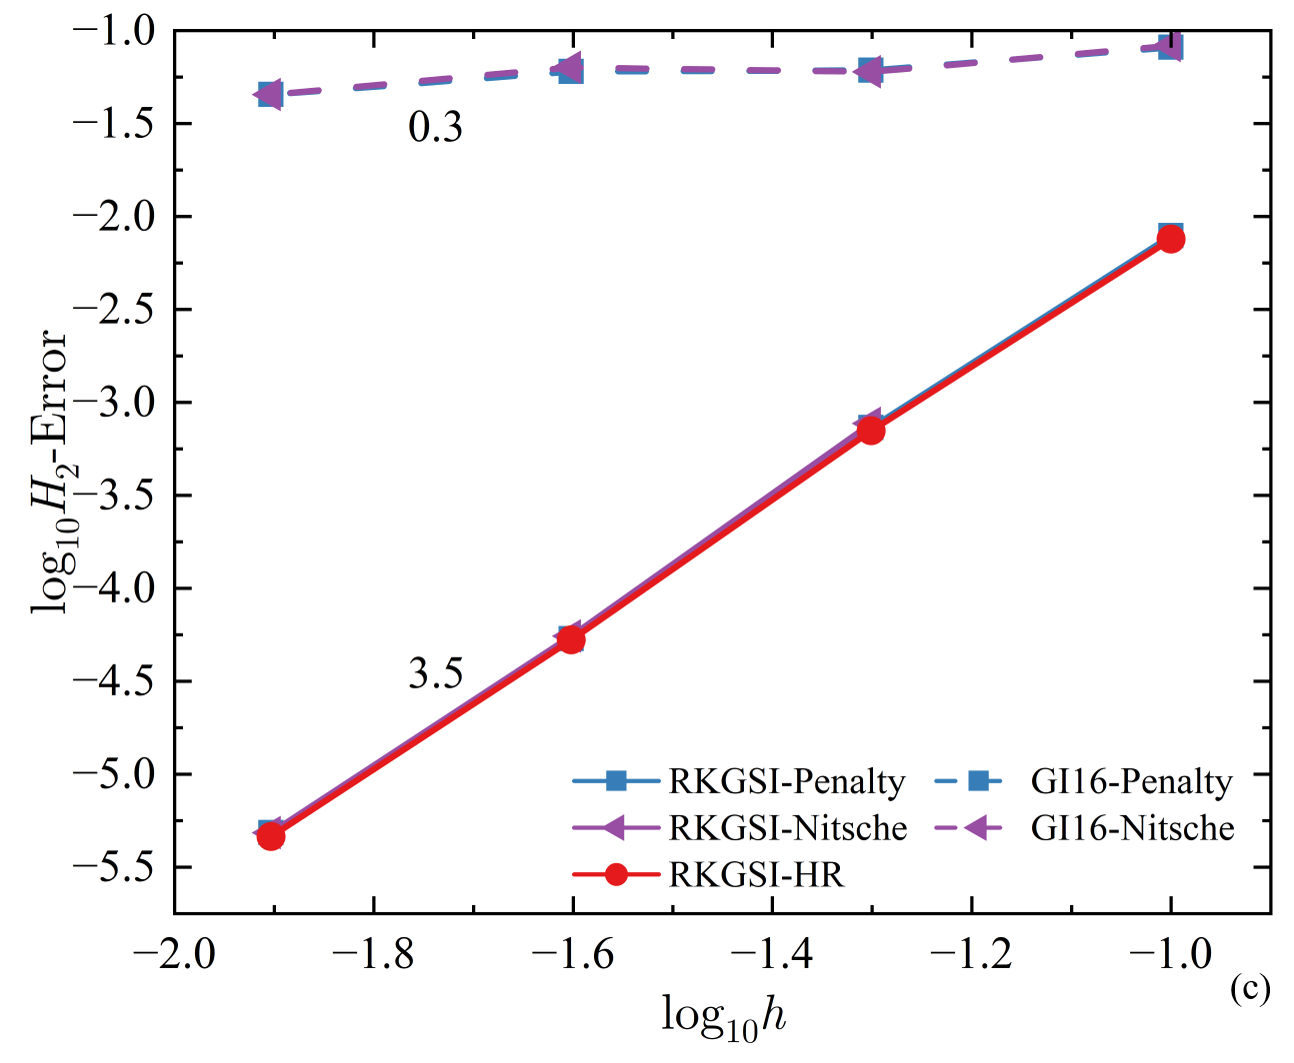 −1.0
−1.5
−2.0
−2.5
−3.0
−3.5
−4.0
−4.5
−5.0
−5.5
log₁₀H₂-Error
0.3
3.5
RKGSI-Penalty
GI16-Penalty
RKGSI-Nitsche
GI16-Nitsche
RKGSI-HR
−2.0 −1.8 −1.6 −1.4 −1.2 −1.0
(c)
log₁₀h